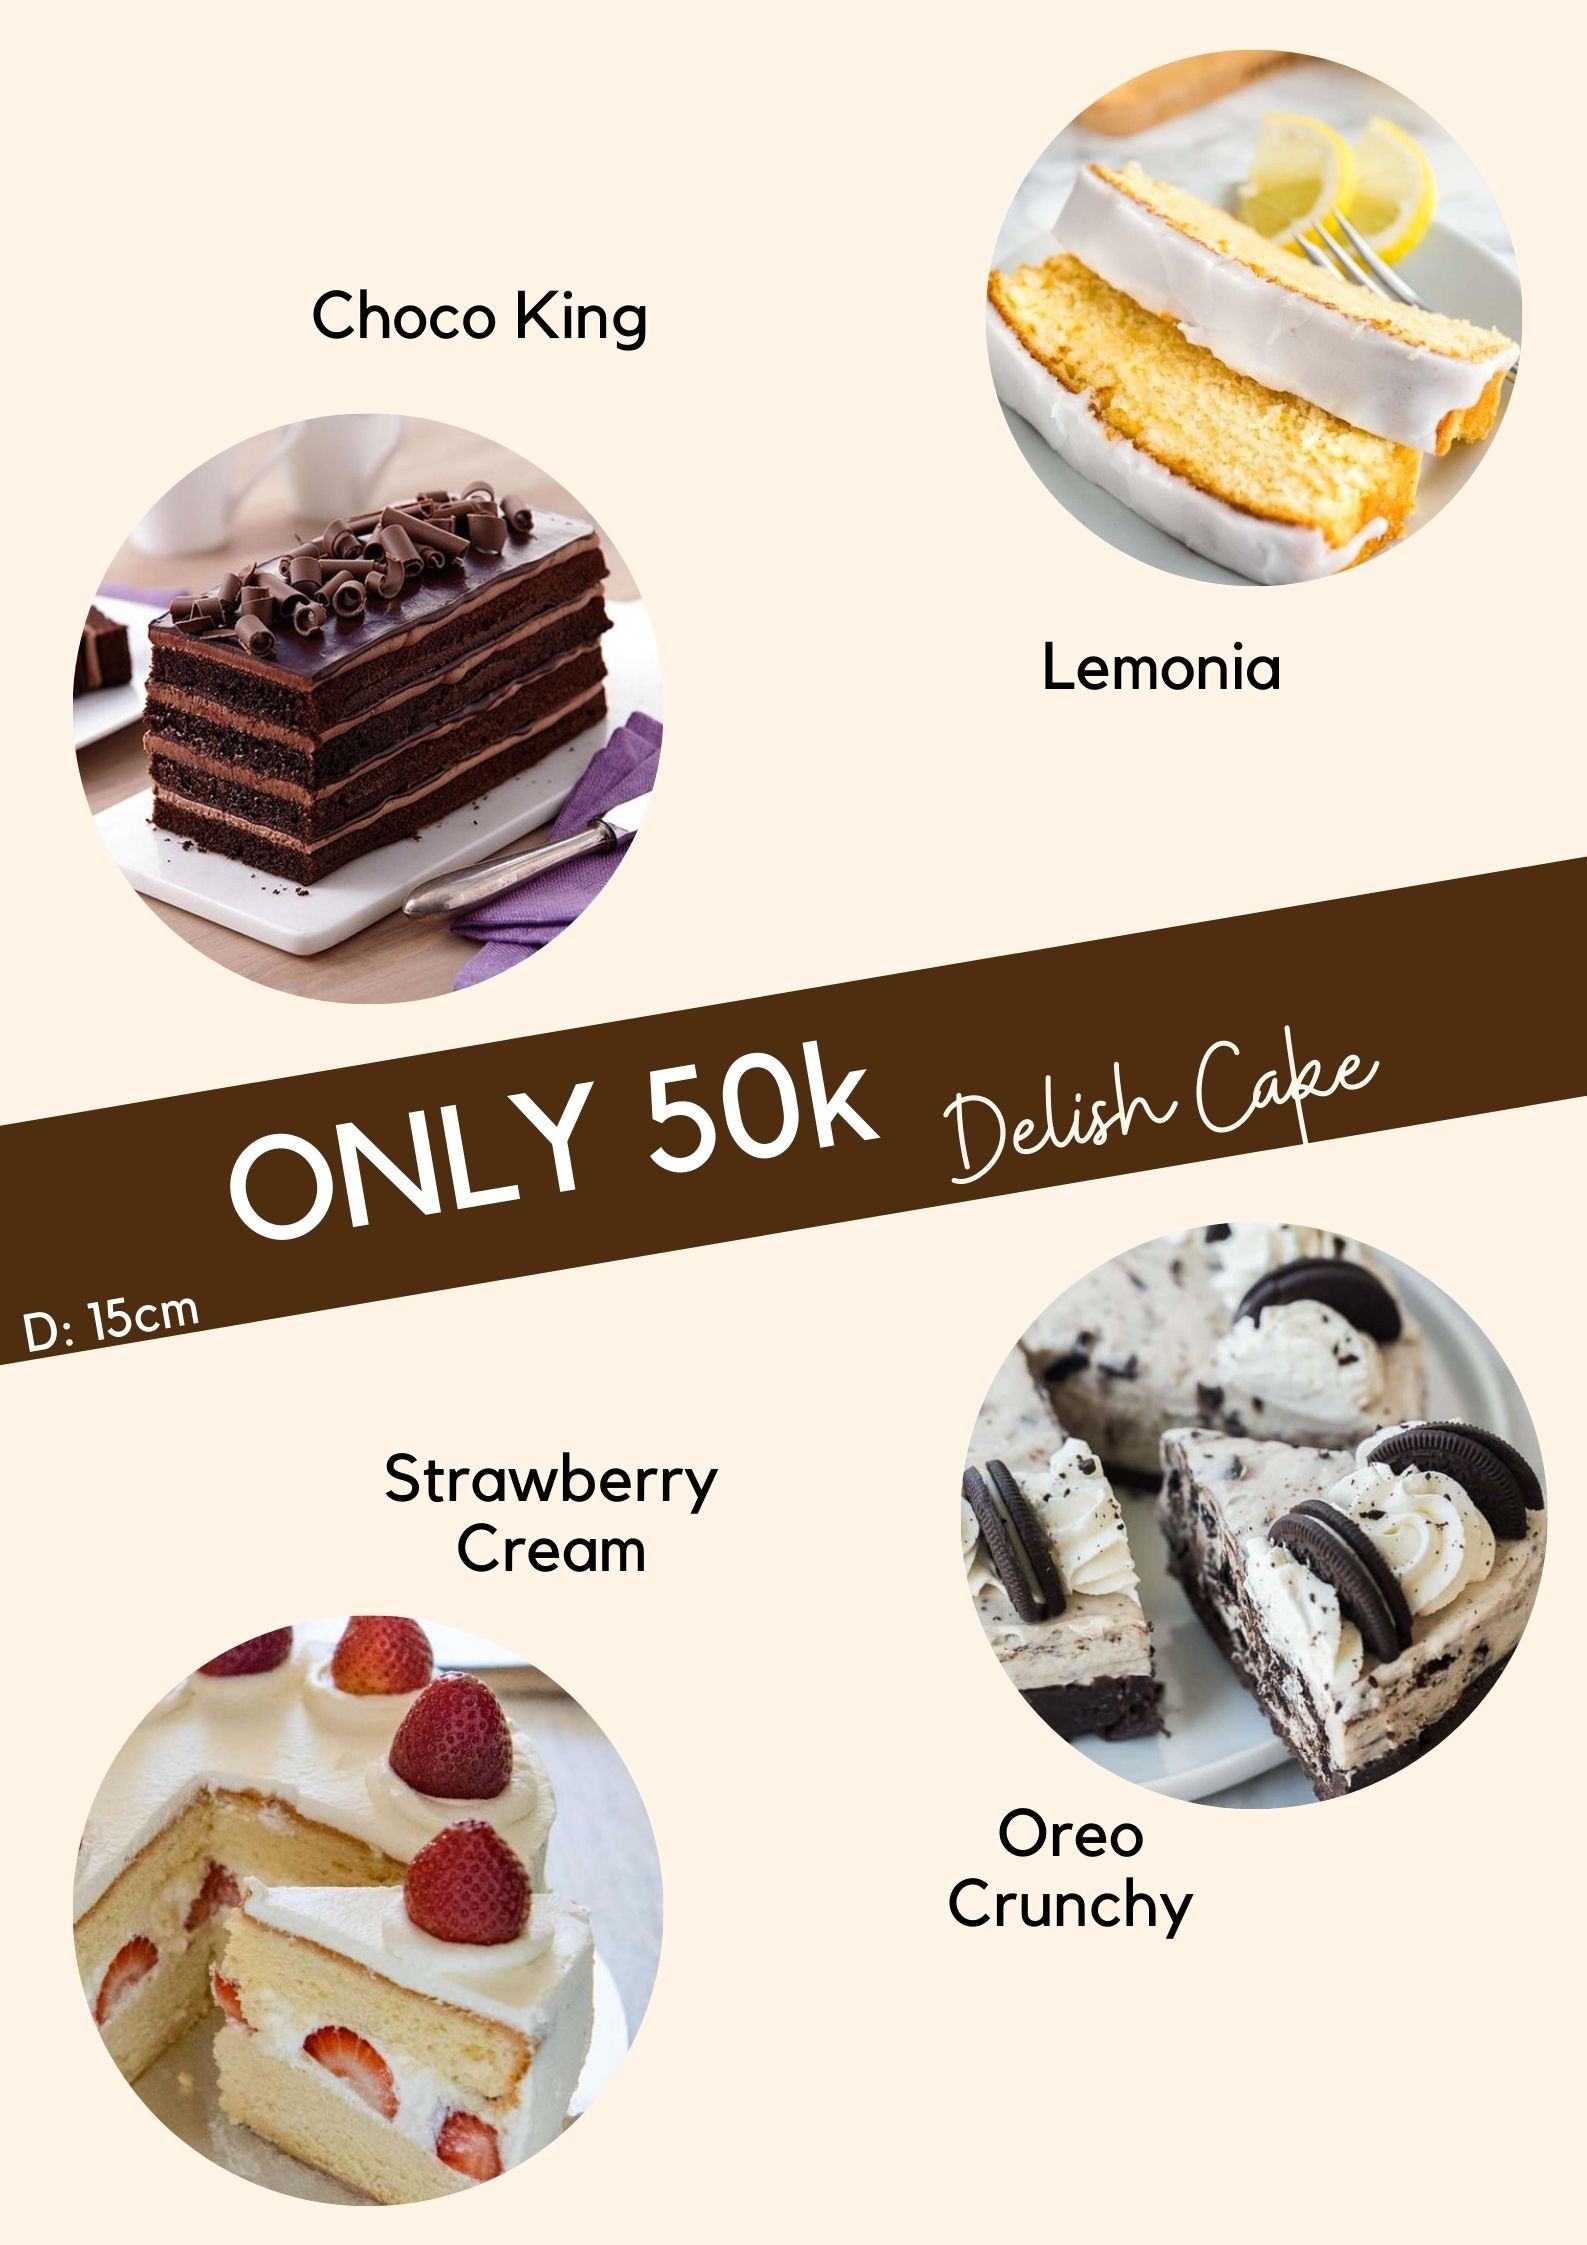 Choco King
Lemonia
ONLY 50k
Delish Cake
D: 15cm
Strawberry
Cream
Oreo
Crunchy